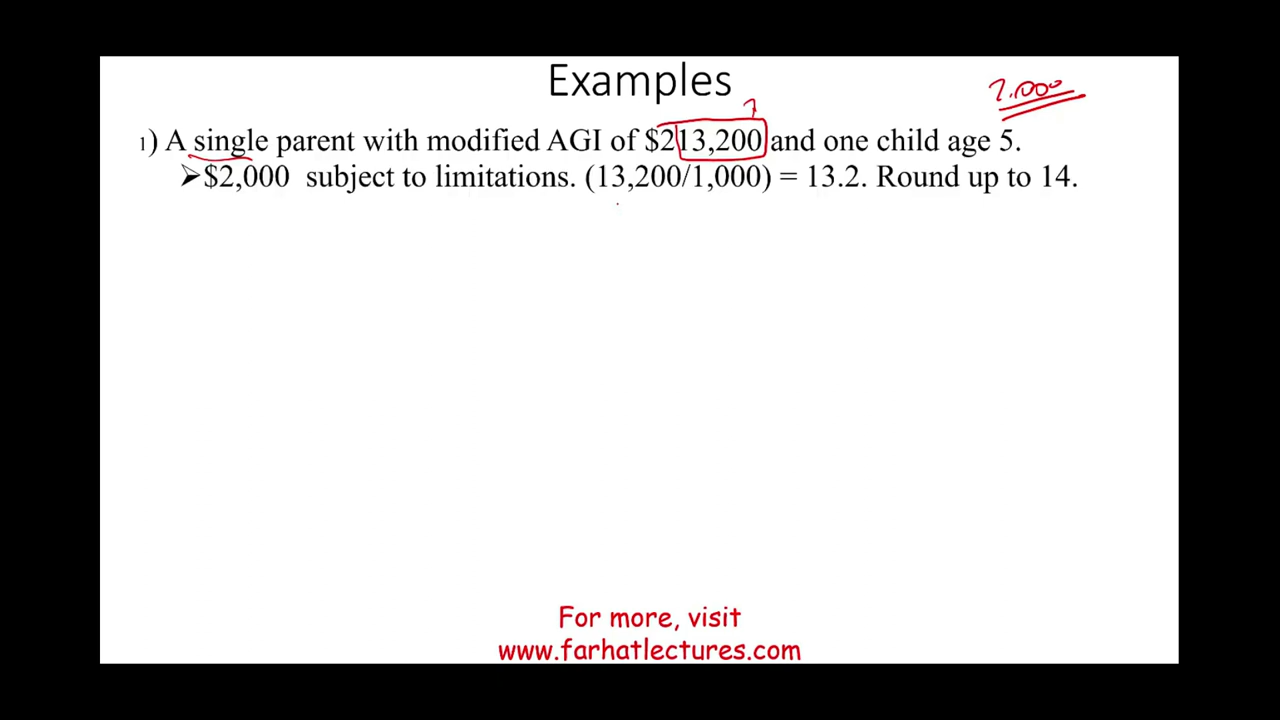 Examples
2.000
1) A single parent with modified AGI of $213,200 and one child age 5.
➢$2,000 subject to limitations. (13,200/1,000) = 13.2. Round up to 14.
For more, visit
www.farhatlectures.com